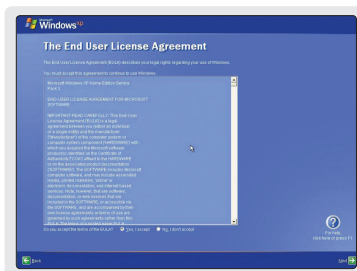 Microsoft
Windows xp
The End User License Agreement
The End User License Agreement (EULA) describes your legal rights regarding your use of Windows.
You must accept this agreement to continue to use Windows.
Microsoft Windows XP Home Edition Service
Pack 2
END-USER LICENSE AGREEMENT FOR MICROSOFT
SOFTWARE
IMPORTANT-READ CAREFULLY: This End User
License Agreement (EULA) is a legal
agreement between you (either an individual
or a single entity) and the manufacturer
("Manufacturer") of the computer system or
computer system component ("HARDWARE") with
which you acquired the Microsoft software
product(s) identified on the Certificate of
Authenticity ("COA") affixed to the HARDWARE
or on the associated product documentation
("SOFTWARE"). The SOFTWARE includes Microsoft
computer software, and may include associated
media, printed materials, "online" or
electronic documentation, and internet based
services. Note, however, that any software,
documentation, or web services that are
included in the SOFTWARE, or accessible via
the SOFTWARE, and are accompanied by their
own license agreements or terms of use are
governed by such agreements rather than this
Do you accept the terms of the EULA? Yes, I accept No, I don't accept
For help,
click here or press F1.
Back
Next